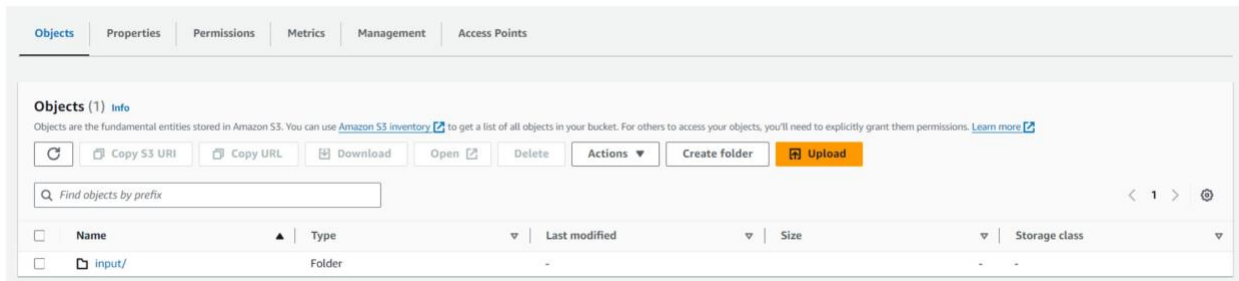 Objects Properties Permissions Metrics Management Access Points
Objects (1) Info
Objects are the fundamental entities stored in Amazon S3. You can use Amazon S3 inventory to get a list of all objects in your bucket. For others to access your objects, you'll need to explicitly grant them permissions. Learn more
Copy S3 URI Copy URL Download Open Delete Actions Create folder Upload
Find objects by prefix 1
Name Type Last modified Size Storage class
input/ Folder - - -